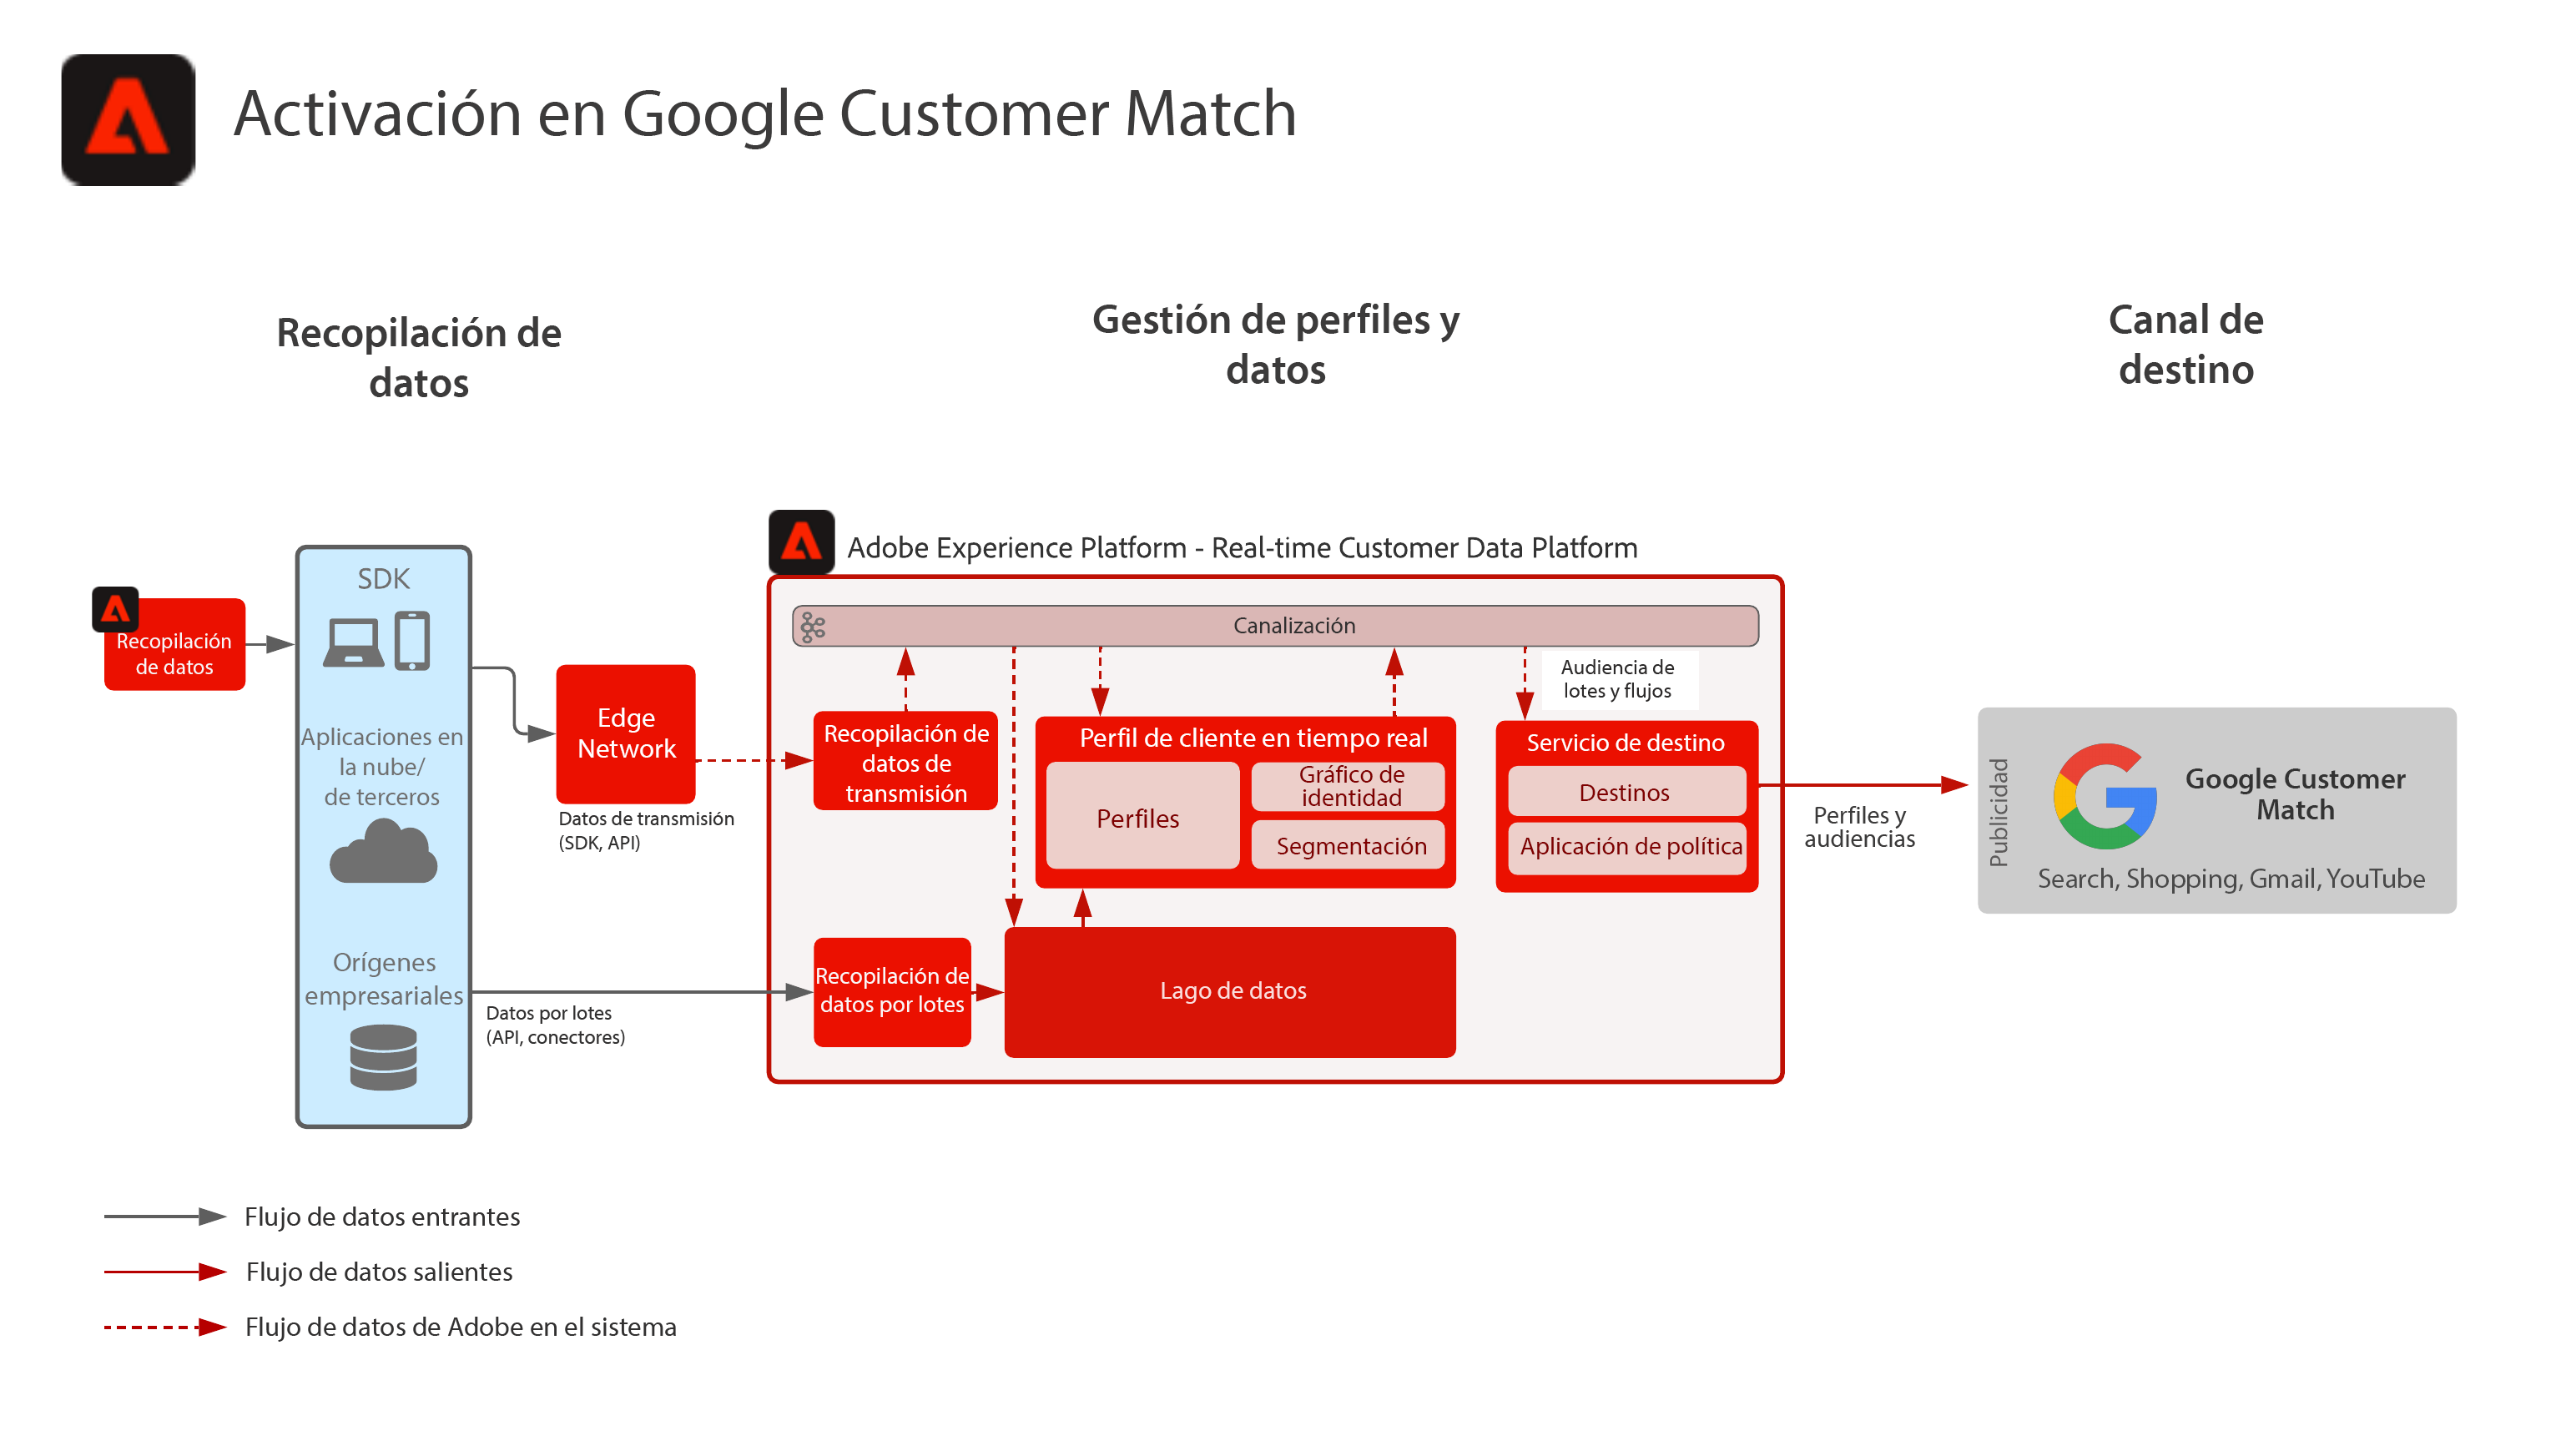 Activación en Google Customer Match
Recopilación de
datos
Gestión de perfiles y
datos
Canal de
destino
Recopilación
de datos
SDK
Aplicaciones en
la nube/
de terceros
Orígenes
empresariales
Edge
Network
Datos de transmisión
(SDK, API)
Datos por lotes
(API, conectores)
Adobe Experience Platform - Real-time Customer Data Platform
Canalización
Recopilación de
datos de
transmisión
Perfil de cliente en tiempo real
Perfiles
Gráfico de
identidad
Segmentación
Audiencia de
lotes y flujos
Servicio de destino
Destinos
Aplicación de política
Recopilación de
datos por lotes
Lago de datos
Perfiles y
audiencias
Publicidad
Google Customer
Match
Search, Shopping, Gmail, YouTube
Flujo de datos entrantes
Flujo de datos salientes
Flujo de datos de Adobe en el sistema